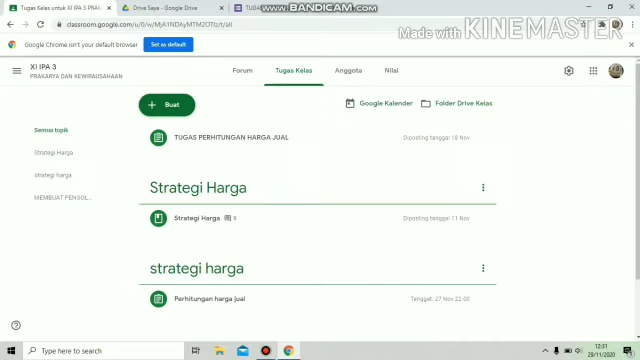 Tugas Kelas untuk XI IPA 3 PRAK
Drive Saya - Google Drive
TUGAS
WWW.BANDICAM.COM
classroom.google.com/u/0/w/MjA1NDAyMTM2OTIz/t/all
Made with KINEMASTER
Google Chrome isn't your default browser
Set as default
XI IPA 3
PRAKARYA DAN KEWIRAUSAHAAN
Forum
Tugas Kelas
Anggota
Nilai
Buat
Google Kalender
Folder Drive Kelas
Semua topik
Strategi Harga
strategi harga
MEMBUAT PENGOL...
TUGAS PERHITUNGAN HARGA JUAL
Diposting tanggal 18 Nov
Strategi Harga
Strategi Harga
Diposting tanggal 11 Nov
strategi harga
Perhitungan harga jual
Tanggal: 27 Nov 22.00
Type here to search
12:31
29/11/2020